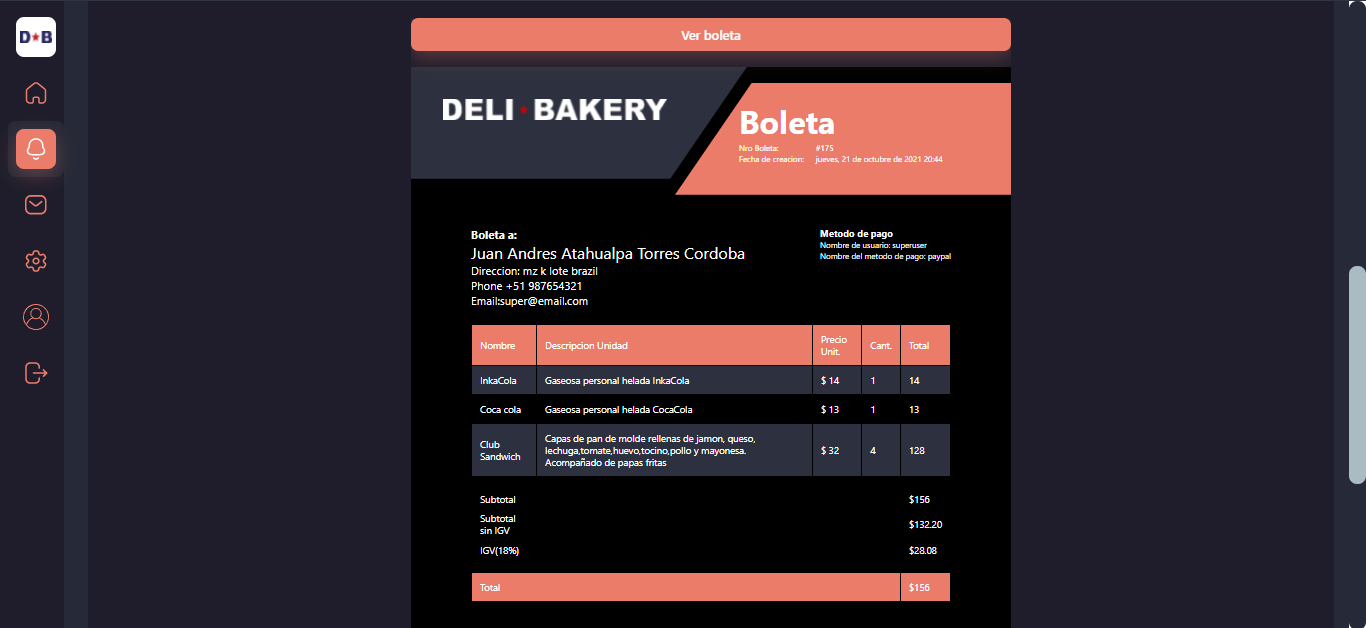 D★B
Ver boleta
DELI★BAKERY
Boleta
Nro Boleta: #175
Fecha de creacion: jueves, 21 de octubre de 2021 20:44
Boleta a:
Juan Andres Atahualpa Torres Cordoba
Direccion: mz k lote brazil
Phone +51 987654321
Email:super@email.com
Metodo de pago
Nombre de usuario: superuser
Nombre del metodo de pago: paypal
Nombre Descripcion Unidad Precio Unit. Cant. Total
InkaCola Gaseosa personal helada InkaCola $ 14 1 14
Coca cola Gaseosa personal helada CocaCola $ 13 1 13
Club Sandwich Capas de pan de molde rellenas de jamon, queso,
lechuga,tomate,huevo,tocino,pollo y mayonesa.
Acompañado de papas fritas $ 32 4 128
Subtotal $156
Subtotal sin IGV $132.20
IGV(18%) $28.08
Total $156